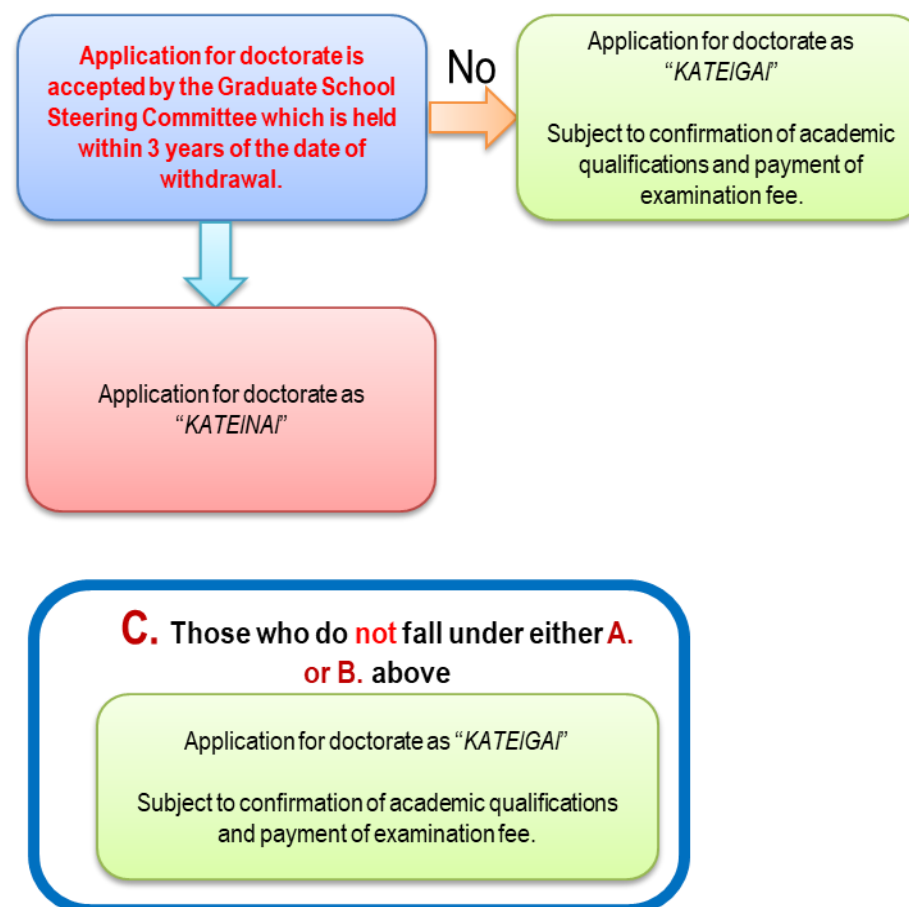 Application for doctorate is
accepted by the Graduate School
Steering Committee which is held
within 3 years of the date of
withdrawal.
No
Application for doctorate as
“KATEIGAI”
Subject to confirmation of academic
qualifications and payment of
examination fee.
Application for doctorate as
“KATEINAI”
C. Those who do not fall under either A.
or B. above
Application for doctorate as “KATEIGAI”
Subject to confirmation of academic qualifications
and payment of examination fee.